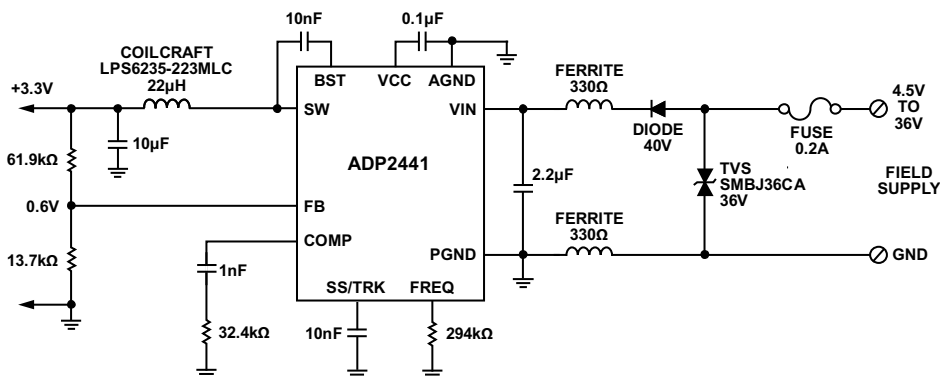 10nF
0.1µF
COILCRAFT
LPS6235-223MLC
22µH
+3.3V
10µF
61.9kΩ
0.6V
13.7kΩ
1nF
32.4kΩ
BST
VCC
AGND
SW
VIN
ADP2441
FB
COMP
PGND
SS/TRK
FREQ
10nF
294kΩ
2.2µF
FERRITE
330Ω
DIODE
40V
FERRITE
330Ω
TVS
SMBJ36CA
36V
FUSE
0.2A
4.5V
TO
36V
FIELD
SUPPLY
GND